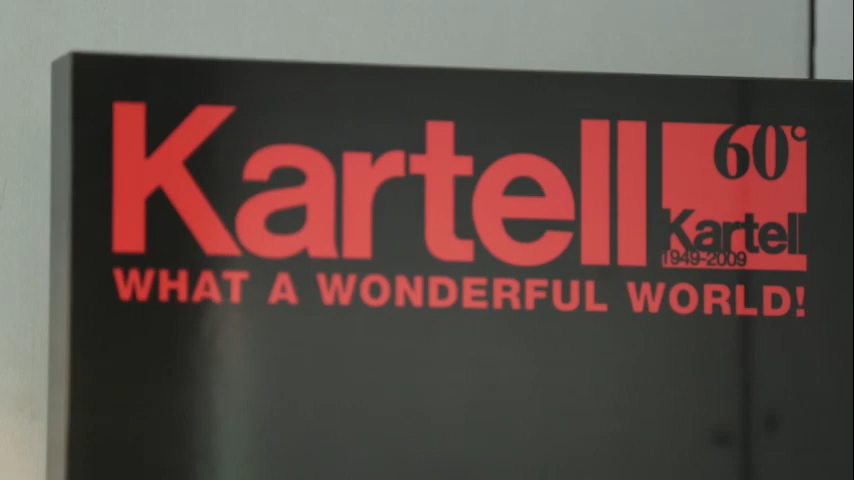 Kartell
WHAT A WONDERFUL WORLD!
60°
Kartell
1949-2009